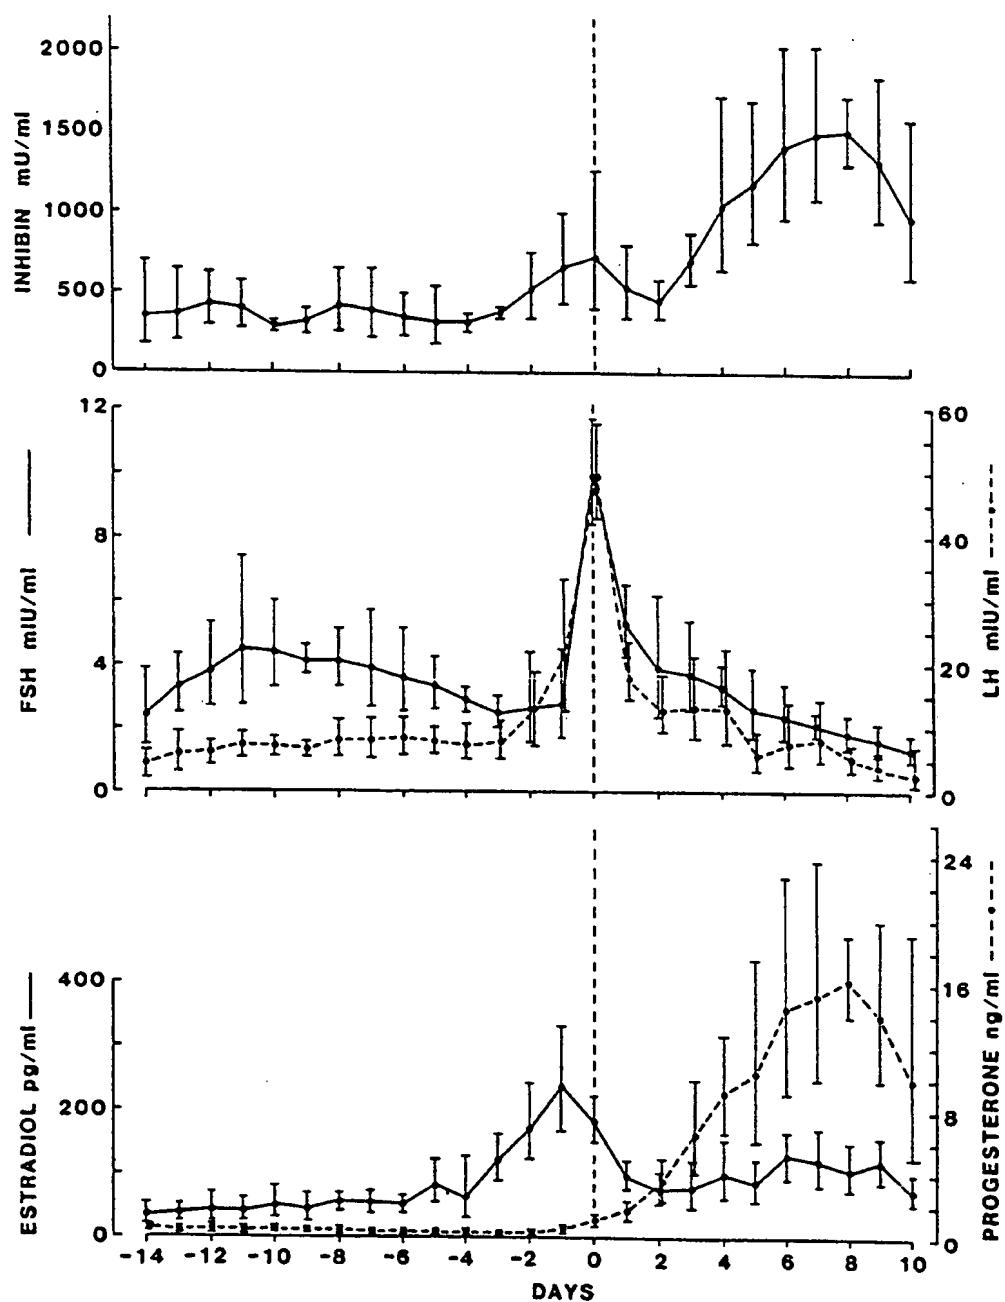 2000
1500
1000
500
0
INHIBIN mU/ml
12
8
4
0
FSH mIU/ml
60
40
20
0
LH mIU/ml
400
200
0
ESTRADIOL pg/ml
24
16
8
0
PROGESTERONE ng/ml
-14 -12 -10 -8 -6 -4 -2 0 2 4 6 8 10
DAYS